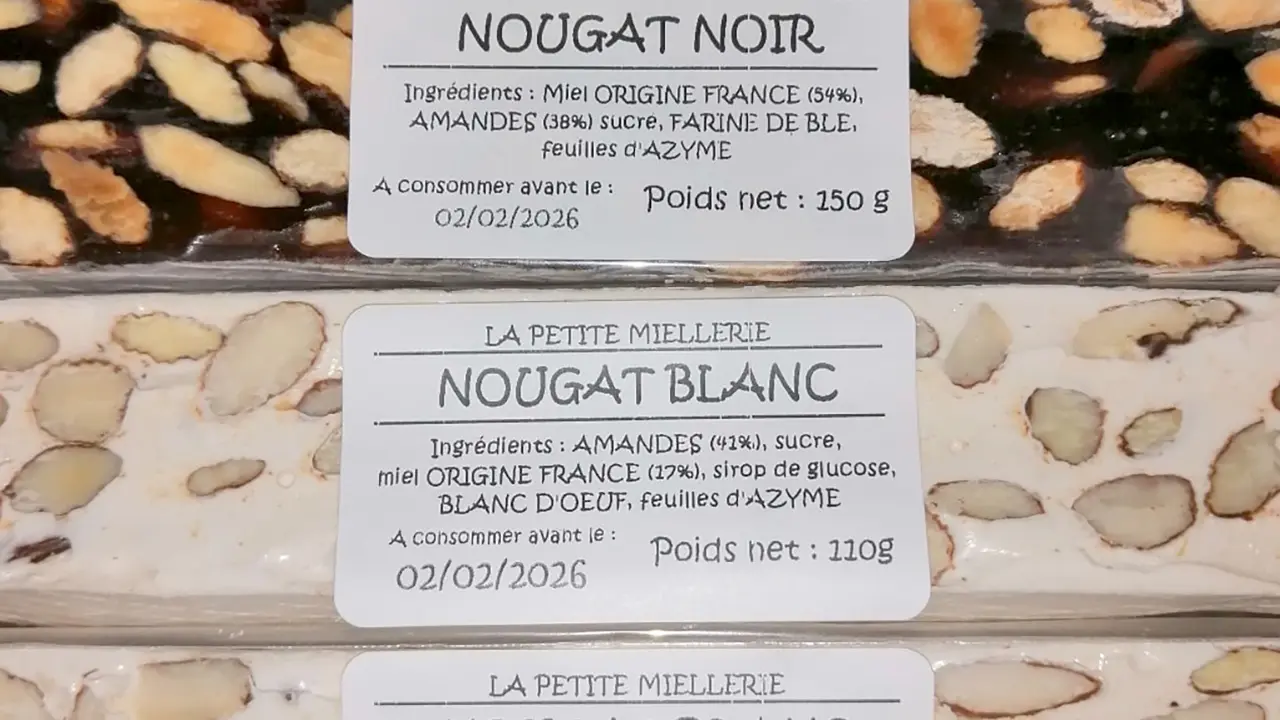 NOUGAT NOIR
Ingrédients : Miel ORIGINE FRANCE (54%),
AMANDES (38%) sucre, FARINE DE BLE,
feuilles d'AZYME
A consommer avant le :
02/02/2026
Poids net : 150 g
LA PETITE MIELLERIE
NOUGAT BLANC
Ingrédients : AMANDES (41%), sucre,
miel ORIGINE FRANCE (17%), sirop de glucose,
BLANC D'OEUF, feuilles d'AZYME
A consommer avant le :
02/02/2026
Poids net : 110g
LA PETITE MIELLERIE